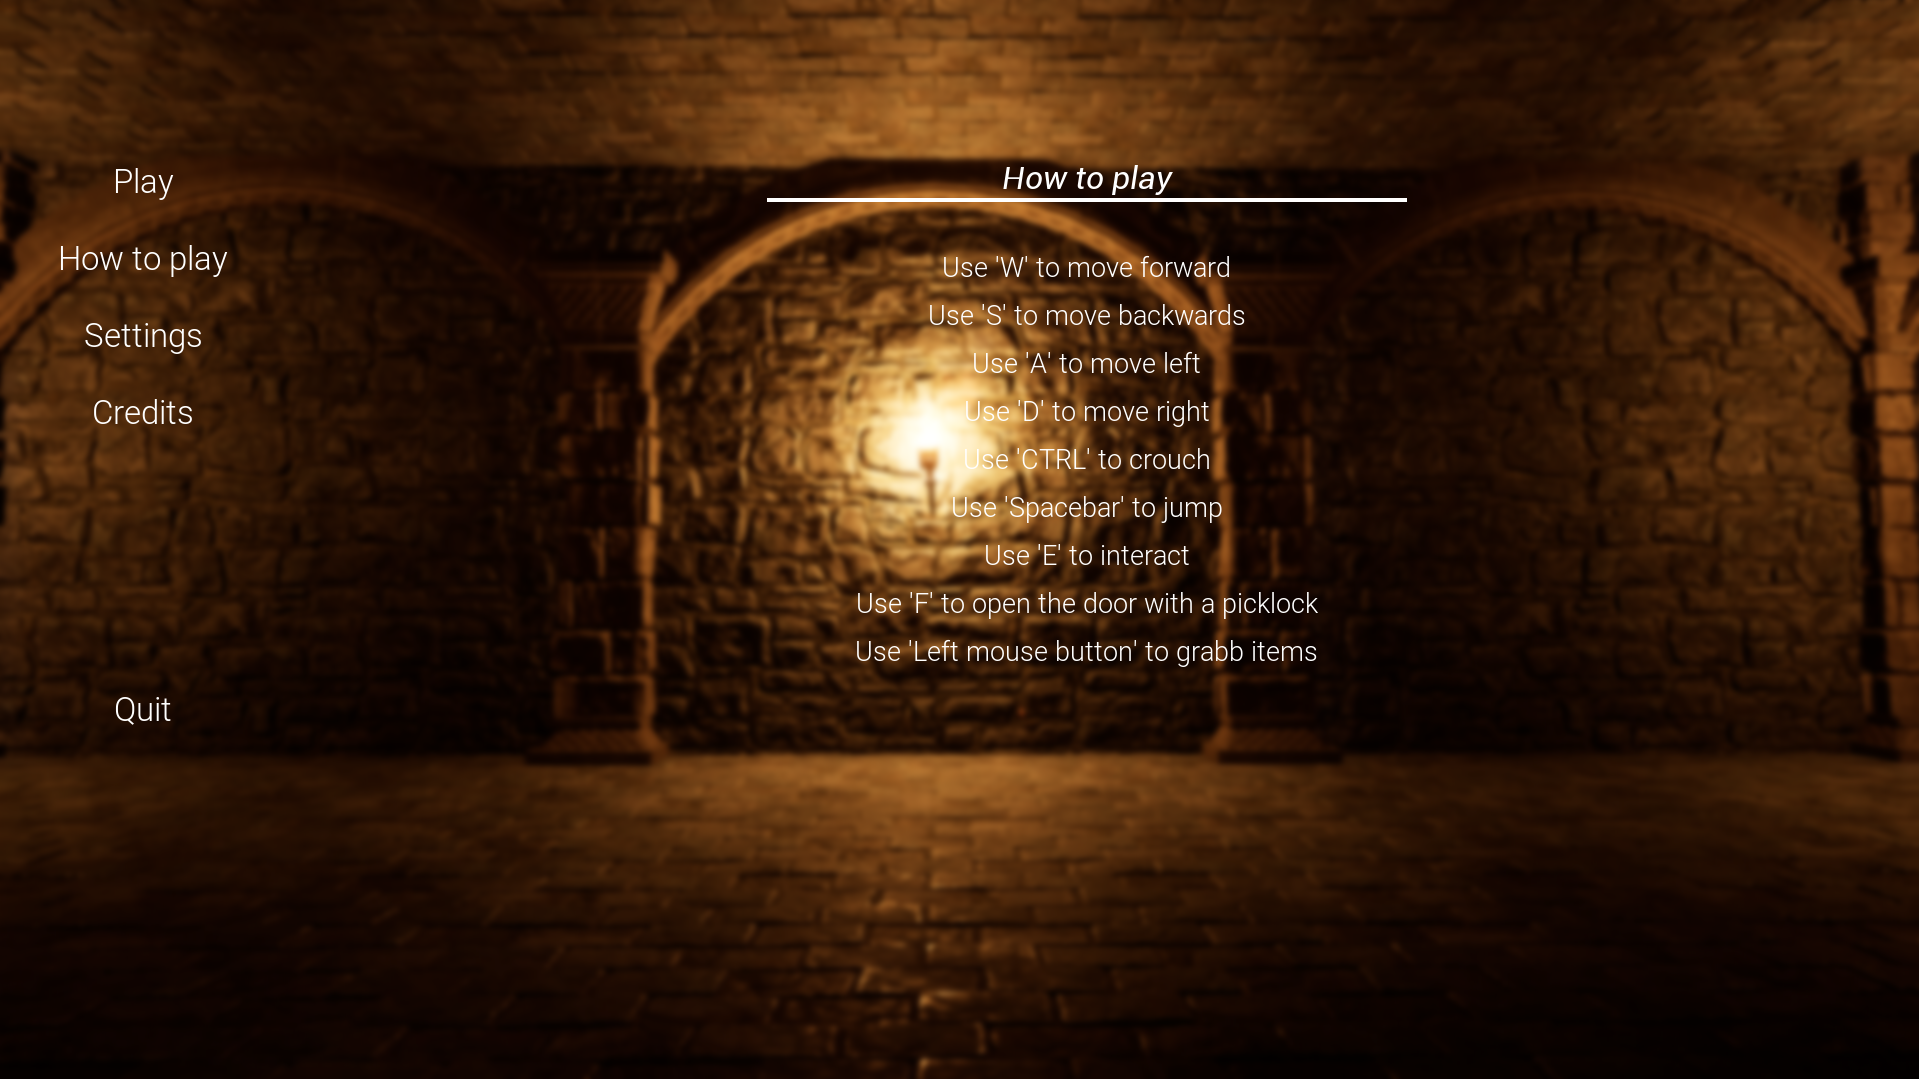 Play
How to play
Settings
Credits
Quit
How to play
Use 'W' to move forward
Use 'S' to move backwards
Use 'A' to move left
Use 'D' to move right
Use 'CTRL' to crouch
Use 'Spacebar' to jump
Use 'E' to interact
Use 'F' to open the door with a picklock
Use 'Left mouse button' to grabb items